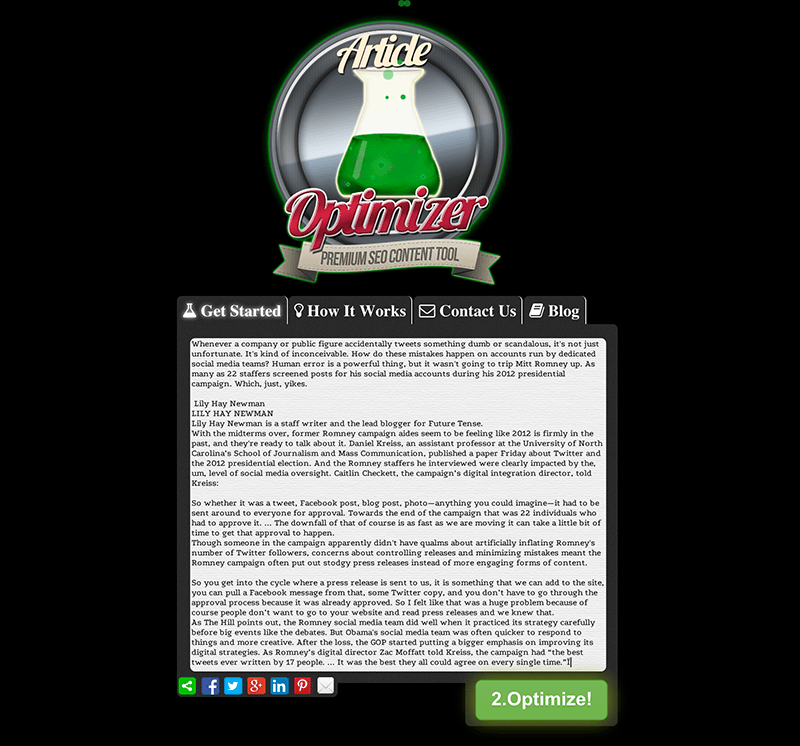 Article
Optimizer
PREMIUM SEO CONTENT TOOL
Get Started
How It Works
Contact Us
Blog
Whenever a company or public figure accidentally tweets something dumb or scandalous, it's not just
unfortunate. It's kind of inconceivable. How do these mistakes happen on accounts run by dedicated
social media teams? Human error is a powerful thing, but it wasn't going to trip Mitt Romney up. As
many as 22 staffers screened posts for his social media accounts during his 2012 presidential
campaign. Which, just, yikes.
Lily Hay Newman
LILY HAY NEWMAN
Lily Hay Newman is a staff writer and the lead blogger for Future Tense.
With the midterms over, former Romney campaign aides seem to be feeling like 2012 is firmly in the
past, and they're ready to talk about it. Daniel Kreiss, an assistant professor at the University of North
Carolina's School of Journalism and Mass Communication, published a paper Friday about Twitter and
the 2012 presidential election. And the Romney staffers he interviewed were clearly impacted by the,
um, level of social media oversight. Caitlin Checkett, the campaign's digital integration director, told
Kreiss:
So whether it was a tweet, Facebook post, blog post, photo—anything you could imagine—it had to be
sent around to everyone for approval. Towards the end of the campaign that was 22 individuals who
had to approve it. ... The downfall of that of course is as fast as we are moving it can take a little bit of
time to get that approval to happen.
Though someone in the campaign apparently didn't have qualms about artificially inflating Romney's
number of Twitter followers, concerns about controlling releases and minimizing mistakes meant the
Romney campaign often put out stodgy press releases instead of more engaging forms of content.
So you get into the cycle where a press release is sent to us, it is something that we can add to the site,
you can pull a Facebook message from that, some Twitter copy, and you don't have to go through the
approval process because it was already approved. So I felt like that was a huge problem because of
course people don't want to go to your website and read press releases and we knew that.
As The Hill points out, the Romney social media team did well when it practiced its strategy carefully
before big events like the debates. But Obama's social media team was often quicker to respond to
things and more creative. After the loss, the GOP started putting a bigger emphasis on improving its
digital strategies. As Romney's digital director Zac Moffatt told Kreiss, the campaign had “the best
tweets ever written by 17 people. ... It was the best they all could agree on every single time.”
2.Optimize!